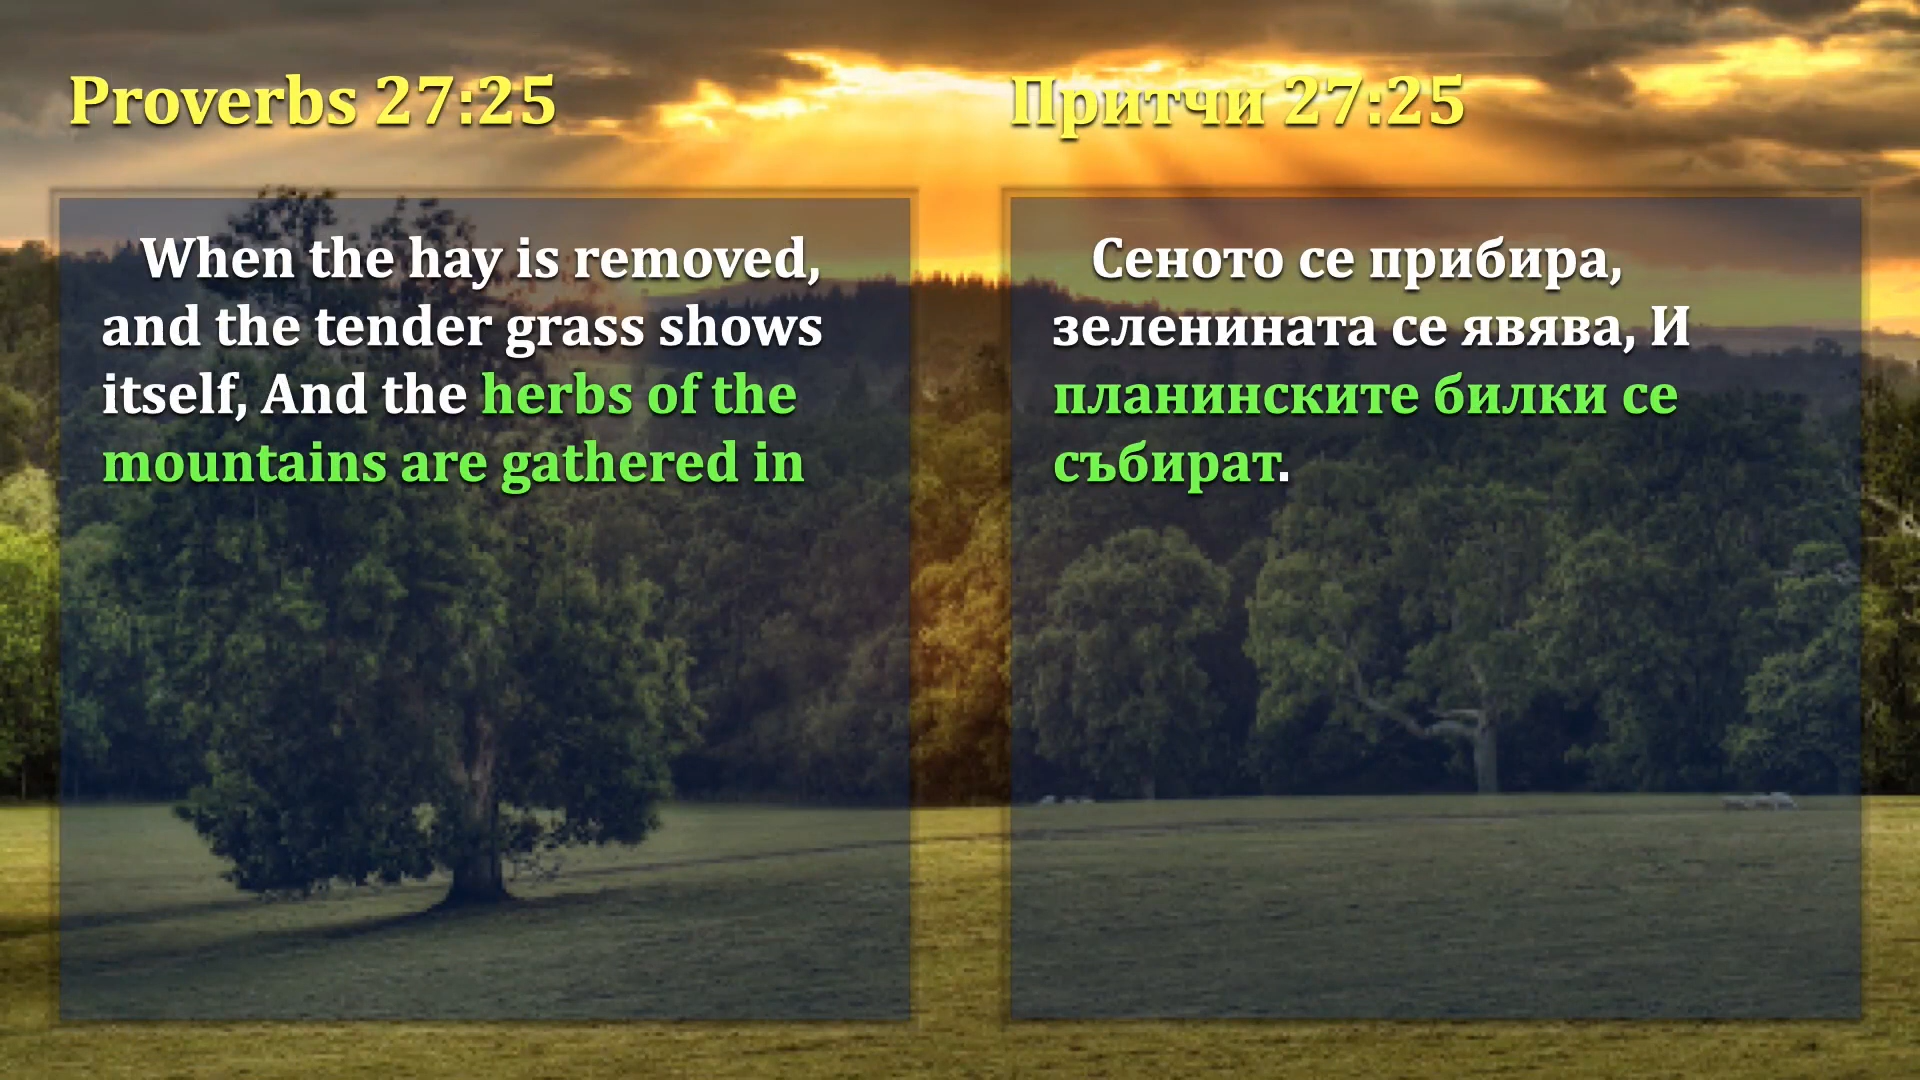 Proverbs 27:25
When the hay is removed,
and the tender grass shows
itself, And the herbs of the
mountains are gathered in
Притчи 27:25
Сеното се прибира,
зеленината се явява, И
планинските билки се
събират.